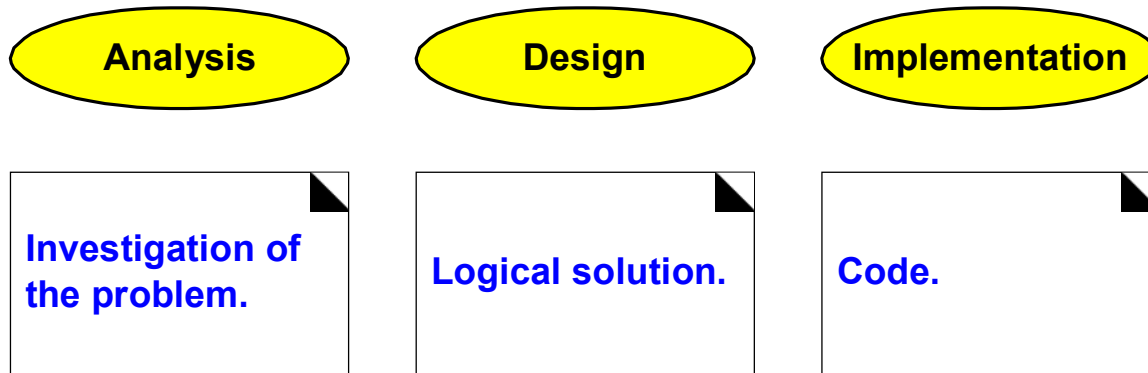 Analysis
Design
Implementation
Investigation of
the problem.
Logical solution.
Code.